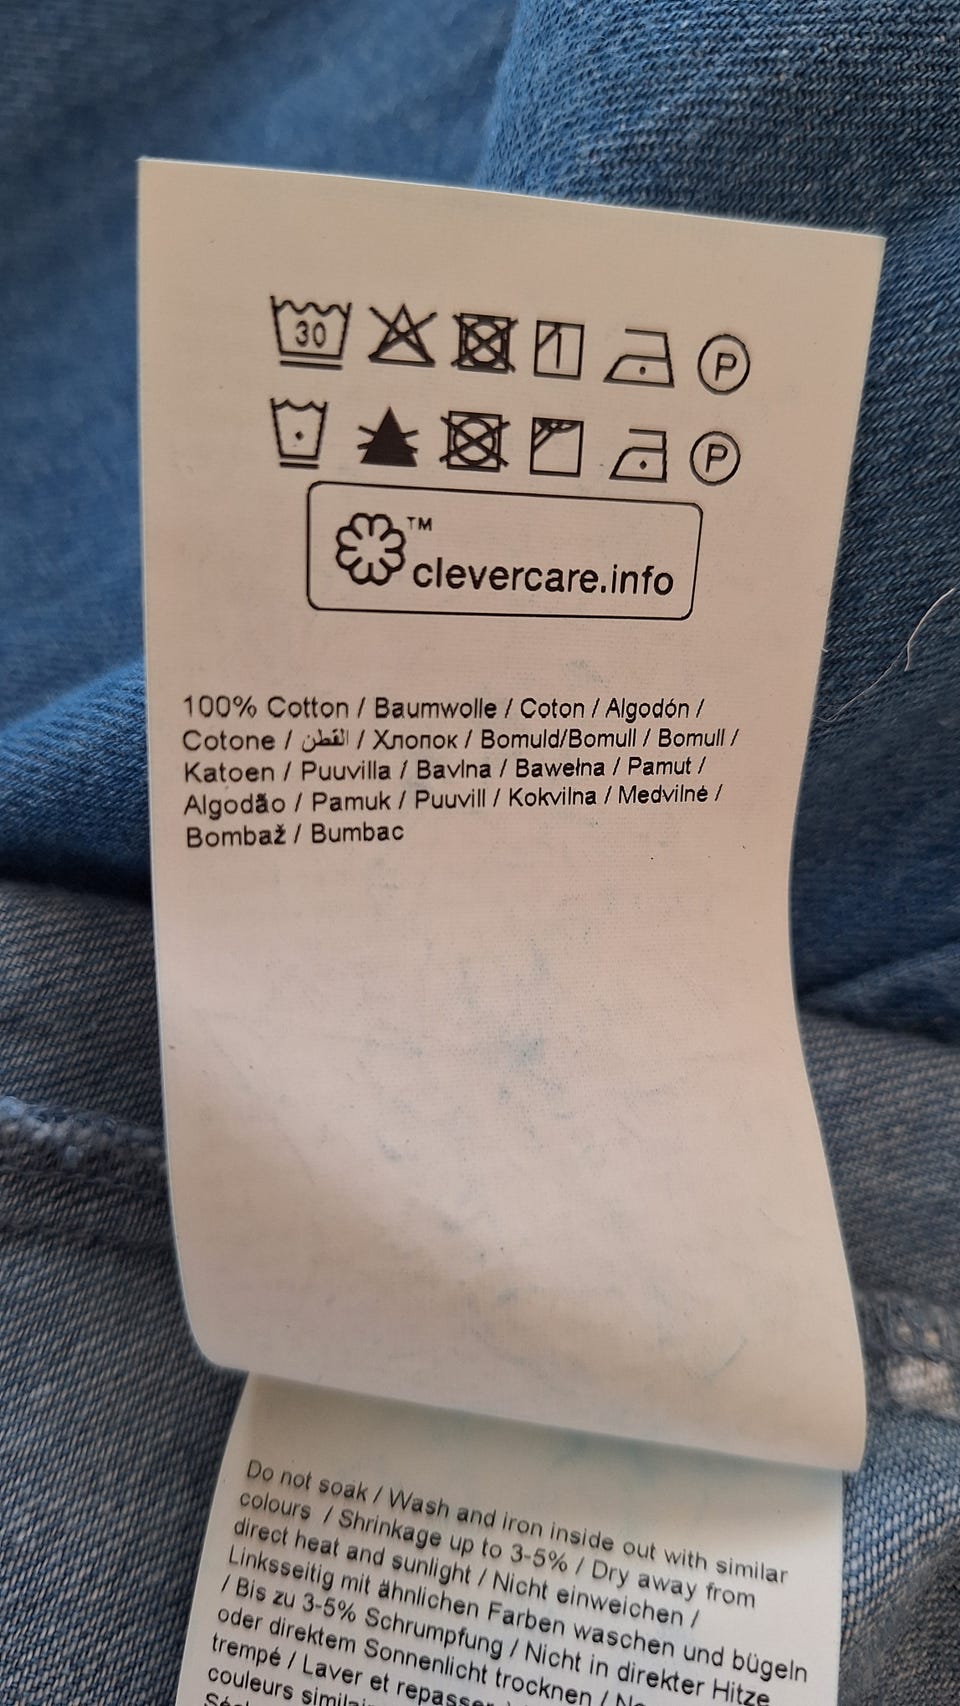 30 P
P
™
clevercare.info
100% Cotton / Baumwolle / Coton / Algodón /
Cotone / القطن / Хлопок / Bomuld/Bomull / Bomull /
Katoen / Puuvilla / Bavlna / Bawełna / Pamut /
Algodão / Pamuk / Puuvill / Kokvilna / Medvilnė /
Bombaž / Bumbac
Do not soak / Wash and iron inside out with similar
colours / Shrinkage up to 3-5% / Dry away from
direct heat and sunlight / Nicht einweichen /
Linksseitig mit ähnlichen Farben waschen und bügeln
/ Bis zu 3-5% Schrumpfung / Nicht in direkter Hitze
oder direktem Sonnenlicht trocknen /
trempé / Laver et repasser
couleurs